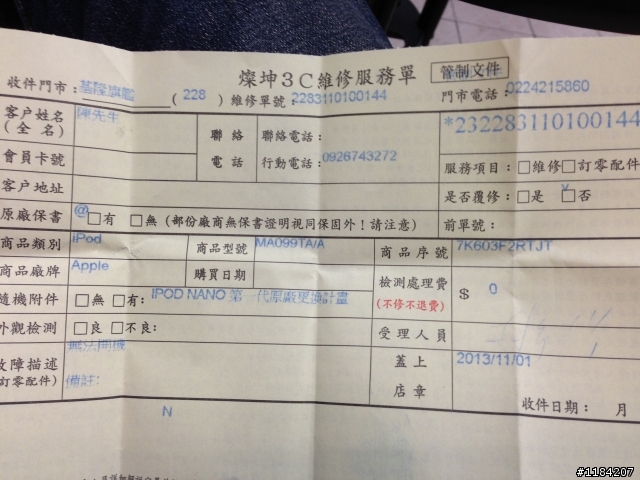 燦坤3C維修服務單 管制文件
收件門市：基隆旗艦 (228) 維修單號：2283110100144 門市電話：0224215860
客戶姓名 陳先生 聯絡 聯絡電話： *232283110100144
(全名)
會員卡號 電話 行動電話：0926743272 服務項目：□維修□訂零配件
客戶地址 是否覆修：□是 v□否
原廠保書 @□有 □無 (部份廠商無保書證明視同保固外！請注意) 前單號：
商品類別 iPod 商品型號 MA099TA/A 商品序號 7K603F2RTJT
商品廠牌 Apple 購買日期 檢測處理費 $ 0
(不修不退費)
隨機附件 □無 □有：IPOD NANO 第一代原廠更換計畫
外觀檢測 □良 □不良： 受理人員
故障描述 無法開機 蓋上 2013/11/01
(訂零配件) 備註： 店章 收件日期： 月
N
#1184207